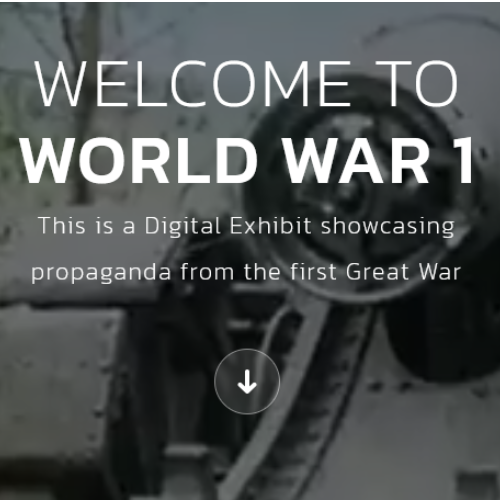 WELCOME TO
WORLD WAR 1
This is a Digital Exhibit showcasing
propaganda from the first Great War